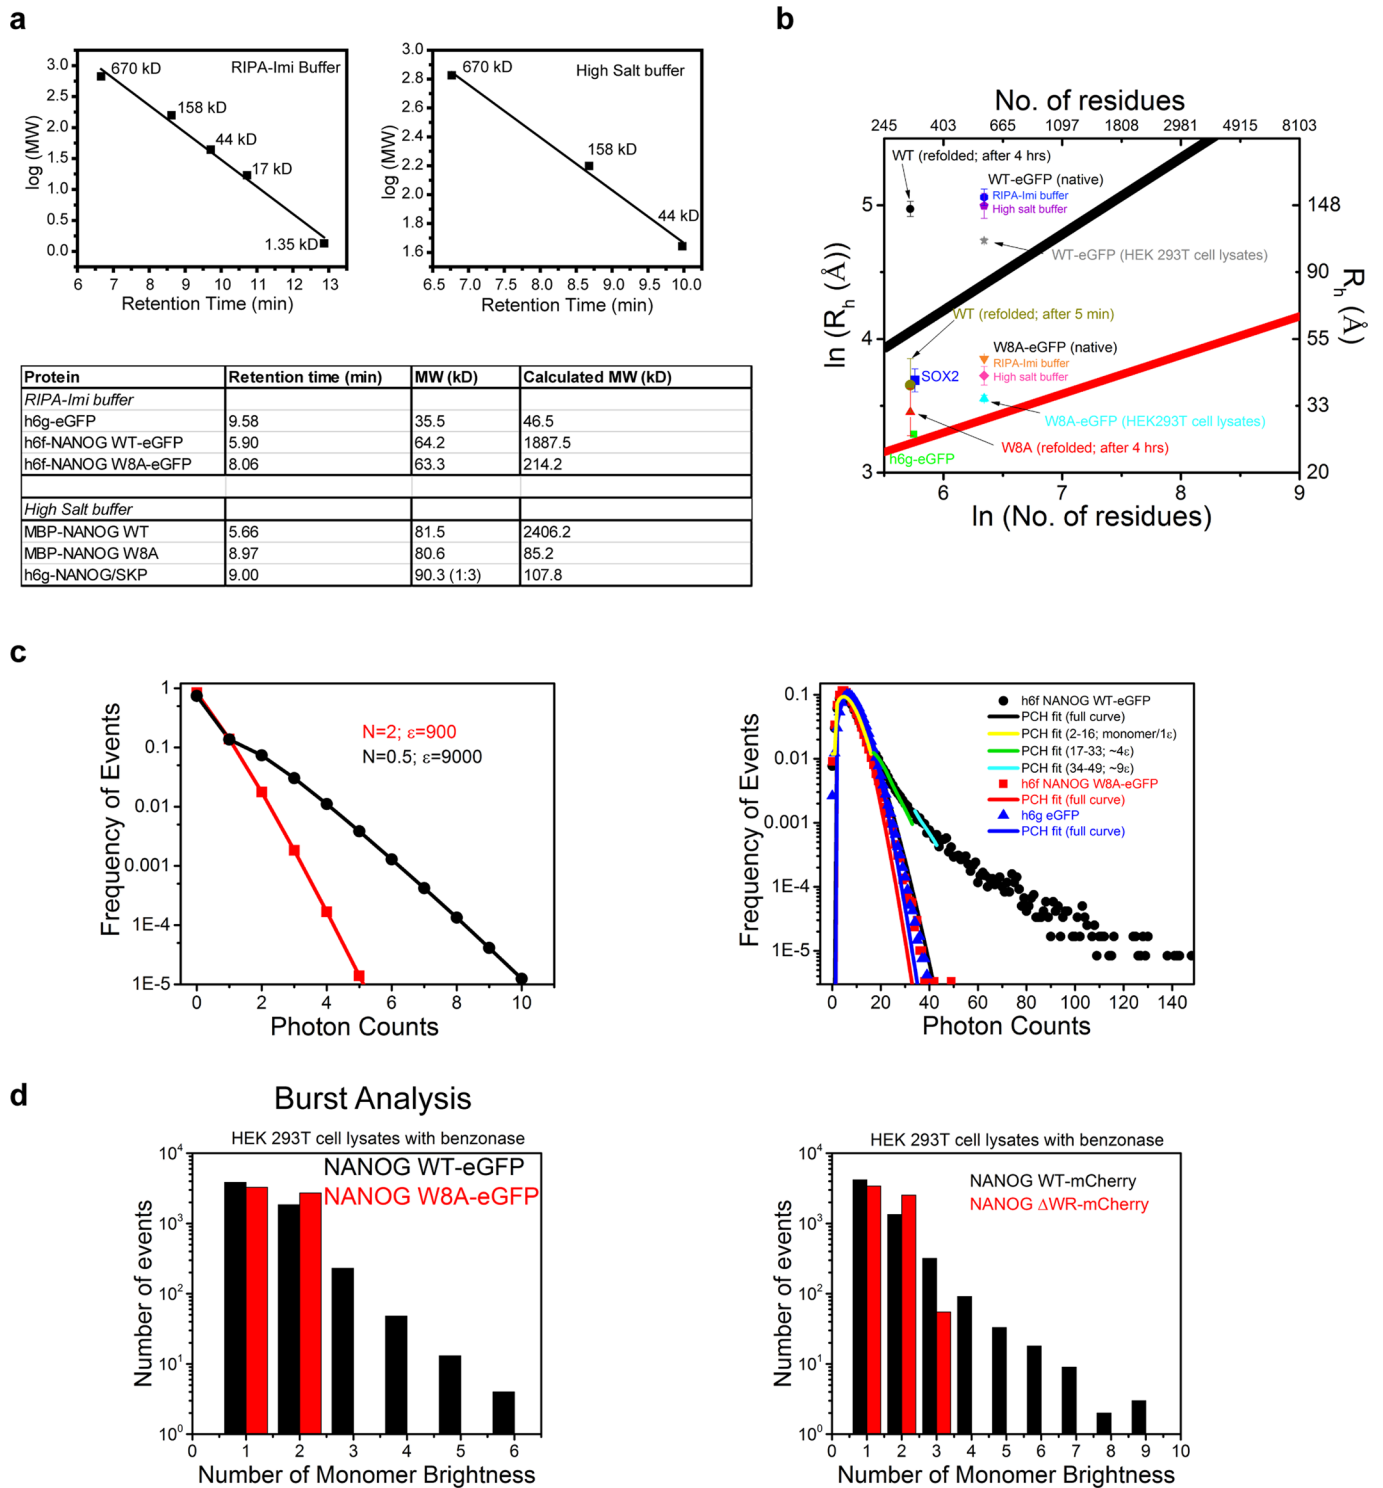 a
3.0
2.5
2.0
1.5
1.0
0.5
0.0
log (MW)
670 kD
RIPA-Imi Buffer
158 kD
44 kD
17 kD
1.35 kD
6 7 8 9 10 11 12 13
Retention Time (min)
3.0
2.8
2.6
2.4
2.2
2.0
1.8
1.6
log (MW)
670 kD
High Salt buffer
158 kD
44 kD
6.5 7.0 7.5 8.0 8.5 9.0 9.5 10.0
Retention Time (min)
Protein Retention time (min) MW (kD) Calculated MW (kD)
RIPA-Imi buffer
h6g-eGFP 9.58 35.5 46.5
h6f-NANOG WT-eGFP 5.90 64.2 1887.5
h6f-NANOG W8A-eGFP 8.06 63.3 214.2
High Salt buffer
MBP-NANOG WT 5.66 81.5 2406.2
MBP-NANOG W8A 8.97 80.6 85.2
h6g-NANOG/SKP 9.00 90.3 (1:3) 107.8
b
No. of residues
245 403 665 1097 1808 2981 4915 8103
WT (refolded; after 4 hrs)
WT-eGFP (native)
RIPA-Imi buffer
High salt buffer
WT-eGFP (HEK 293T cell lysates)
WT (refolded; after 5 min)
W8A-eGFP (native)
RIPA-Imi buffer
High salt buffer
SOX2
W8A-eGFP (HEK293T cell lysates)
W8A (refolded; after 4 hrs)
h6g-eGFP
5
4
3
ln (Rh (Å)
148
90
55
33
20
Rh (Å)
6 7 8 9
ln (No. of residues)
c
1
0.1
0.01
0.001
1E-4
1E-5
Frequency of Events
N=2; ε=900
N=0.5; ε=9000
0 2 4 6 8 10
Photon Counts
0.1
0.01
0.001
1E-4
1E-5
Frequency of Events
h6f NANOG WT-eGFP
PCH fit (full curve)
PCH fit (2-16; monomer/1ε)
PCH fit (17-33; ~4ε)
PCH fit (34-49; ~9ε)
h6f NANOG W8A-eGFP
PCH fit (full curve)
h6g eGFP
PCH fit (full curve)
0 20 40 60 80 100 120 140
Photon Counts
d
Burst Analysis
HEK 293T cell lysates with benzonase
NANOG WT-eGFP
NANOG W8A-eGFP
10^4
10^3
10^2
10^1
10^0
Number of events
0 1 2 3 4 5 6
Number of Monomer Brightness
HEK 293T cell lysates with benzonase
NANOG WT-mCherry
NANOG ΔWR-mCherry
10^4
10^3
10^2
10^1
10^0
Number of events
0 1 2 3 4 5 6 7 8 9 10
Number of Monomer Brightness